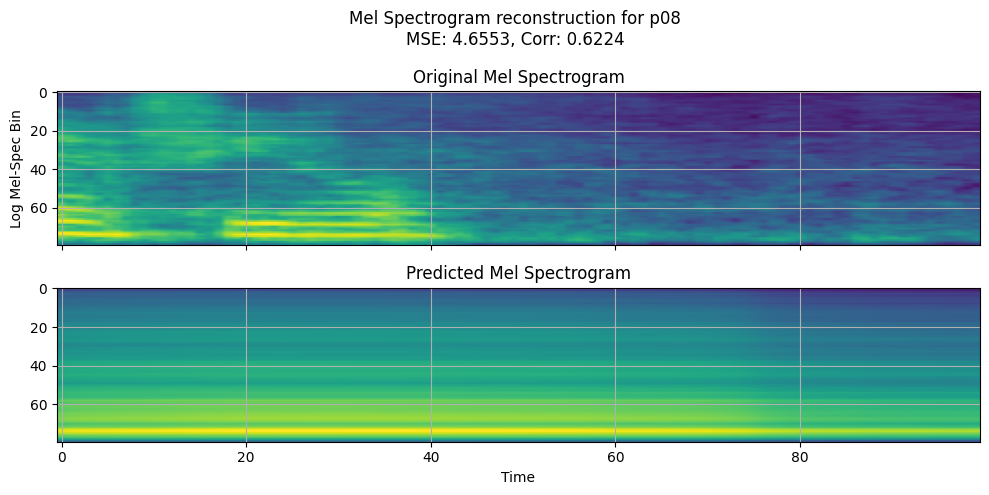 Mel Spectrogram reconstruction for p08
MSE: 4.6553, Corr: 0.6224
Original Mel Spectrogram
0
20
40
60
Log Mel-Spec Bin
Predicted Mel Spectrogram
0
20
40
60
0 20 40 60 80
Time